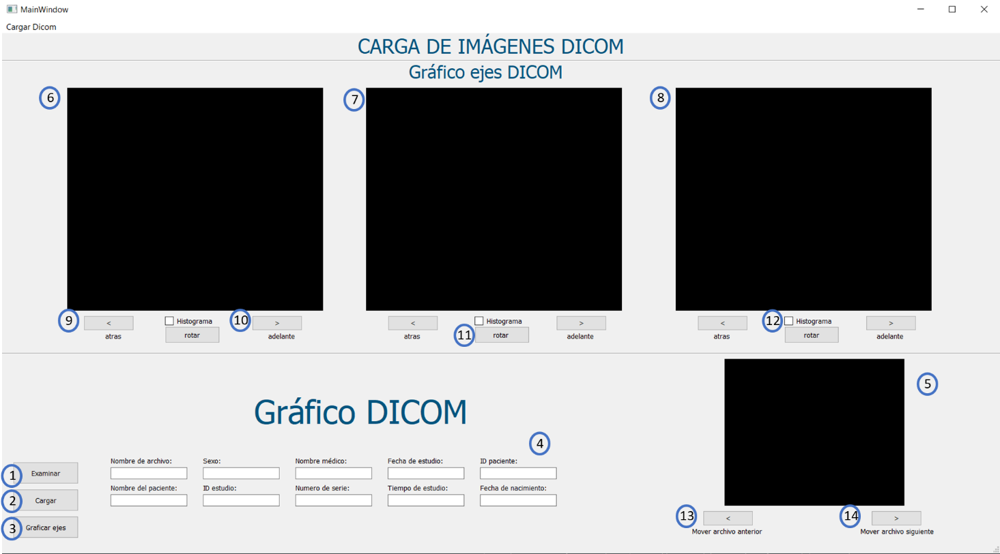 MainWindow
Cargar Dicom
CARGA DE IMÁGENES DICOM
Gráfico ejes DICOM
6 7 8
9 < Histograma 10 > < Histograma > < 12 Histograma >
atras rotar adelante atras 11 rotar adelante atras rotar adelante
5
Gráfico DICOM
4
Nombre de archivo: Sexo: Nombre médico: Fecha de estudio: ID paciente:
1 Examinar
Nombre del paciente: ID estudio: Numero de serie: Tiempo de estudio: Fecha de nacimiento:
2 Cargar
13 < 14 >
3 Graficar ejes
Mover archivo anterior Mover archivo siguiente